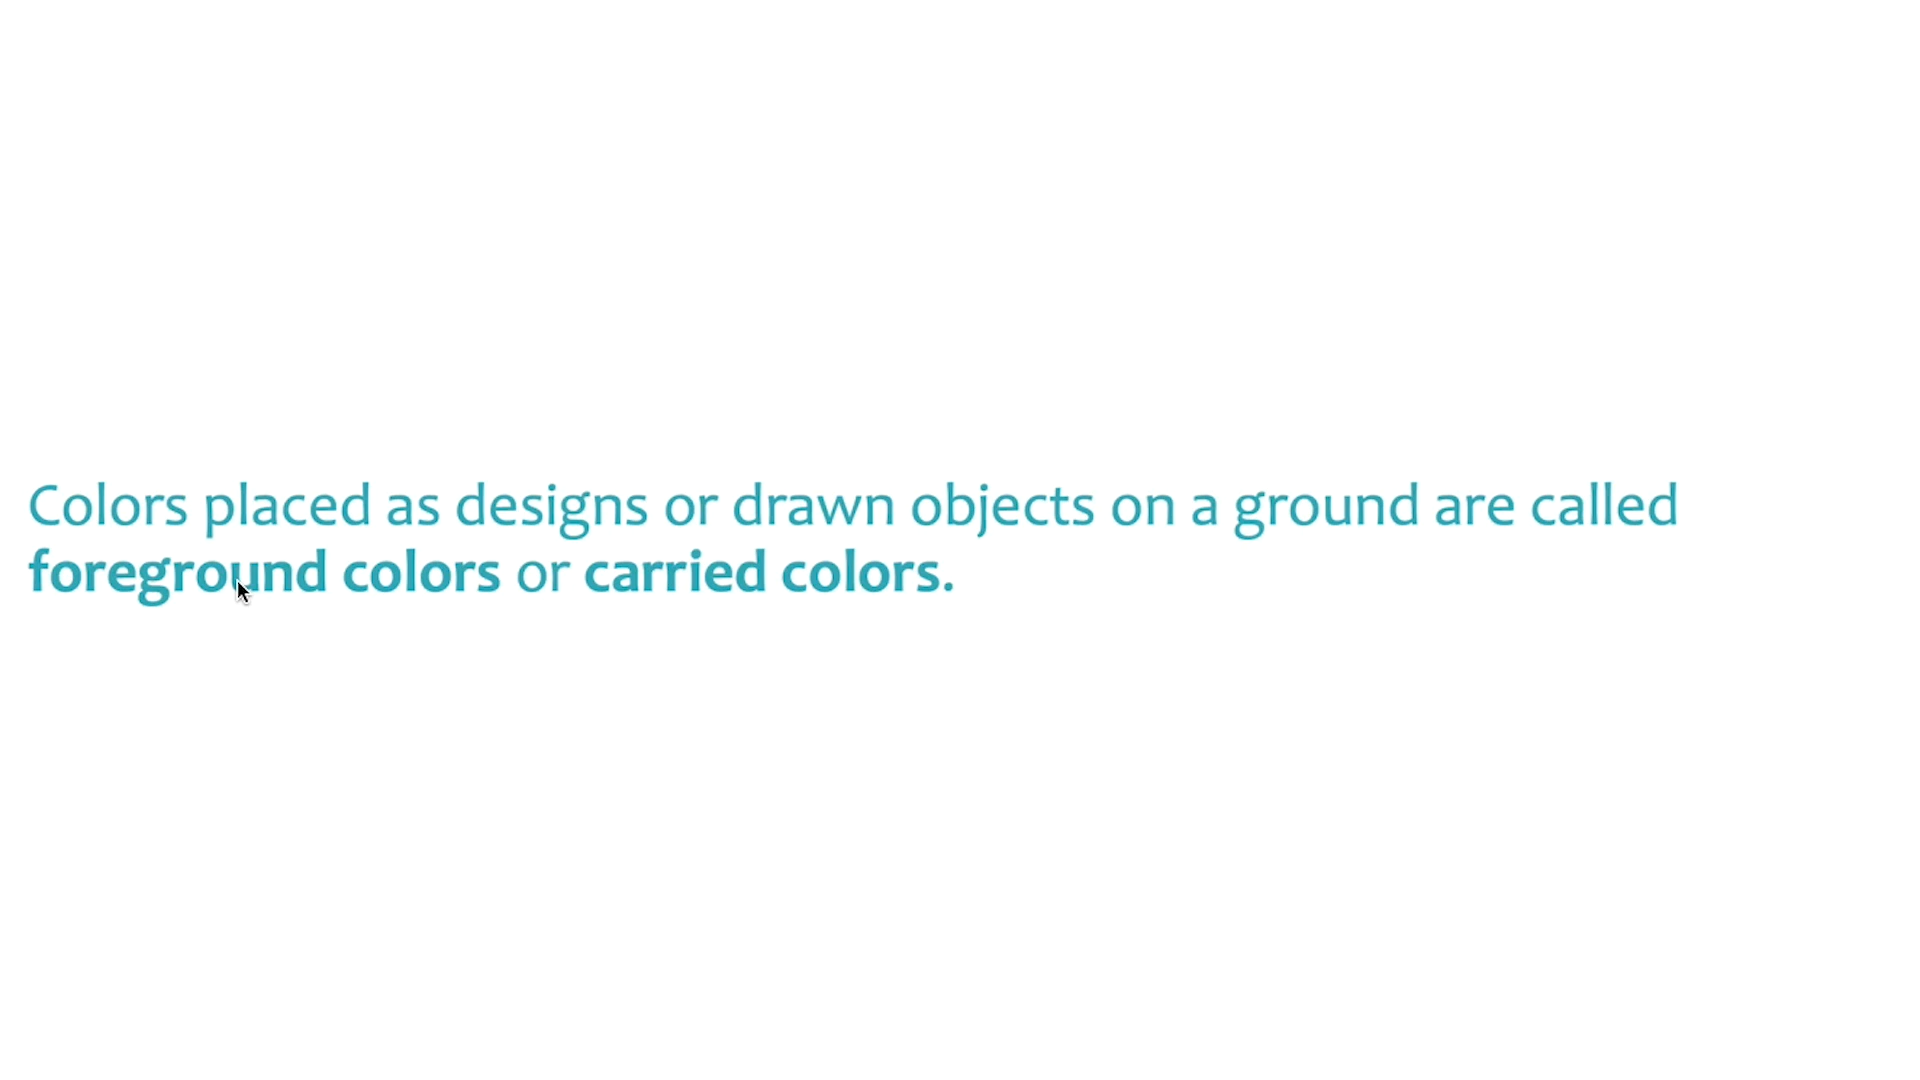 Colors placed as designs or drawn objects on a ground are called
foreground colors or carried colors.